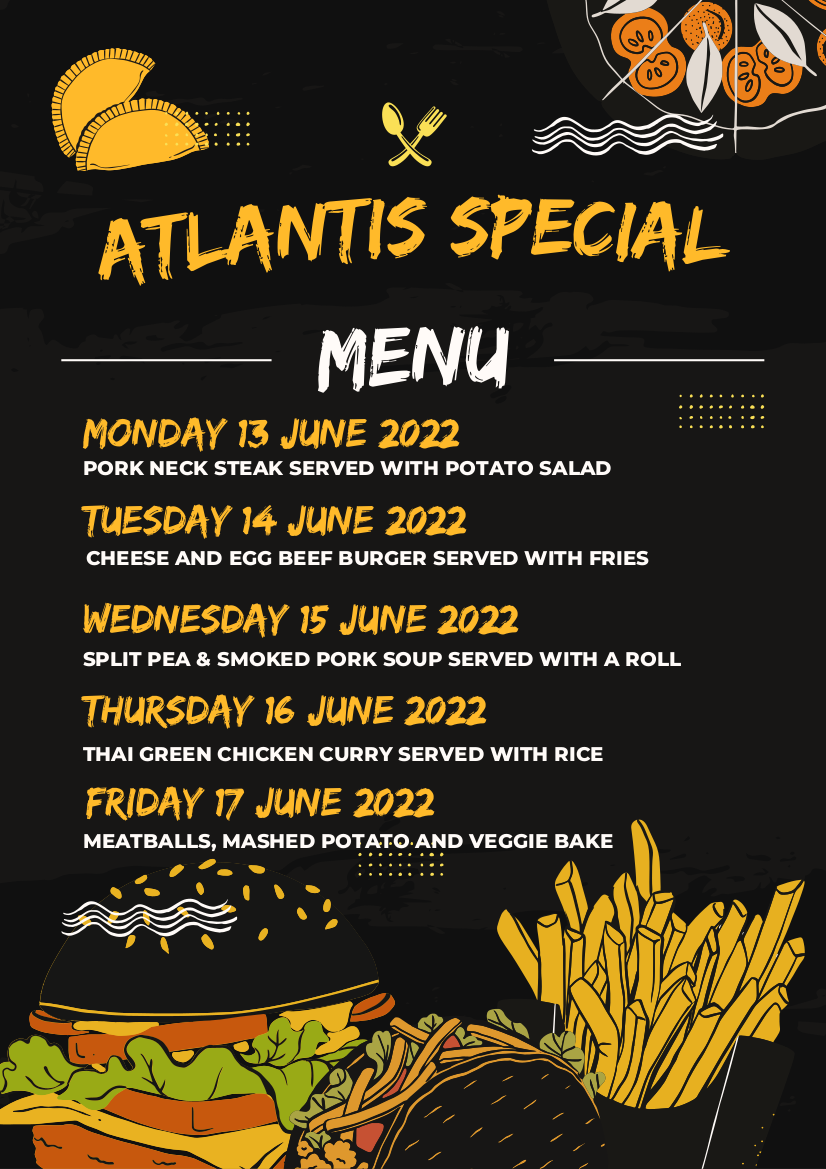 ATLANTIS SPECIAL
MENU
MONDAY 13 JUNE 2022
PORK NECK STEAK SERVED WITH POTATO SALAD
TUESDAY 14 JUNE 2022
CHEESE AND EGG BEEF BURGER SERVED WITH FRIES
WEDNESDAY 15 JUNE 2022
SPLIT PEA & SMOKED PORK SOUP SERVED WITH A ROLL
THURSDAY 16 JUNE 2022
THAI GREEN CHICKEN CURRY SERVED WITH RICE
FRIDAY 17 JUNE 2022
MEATBALLS, MASHED POTATO AND VEGGIE BAKE